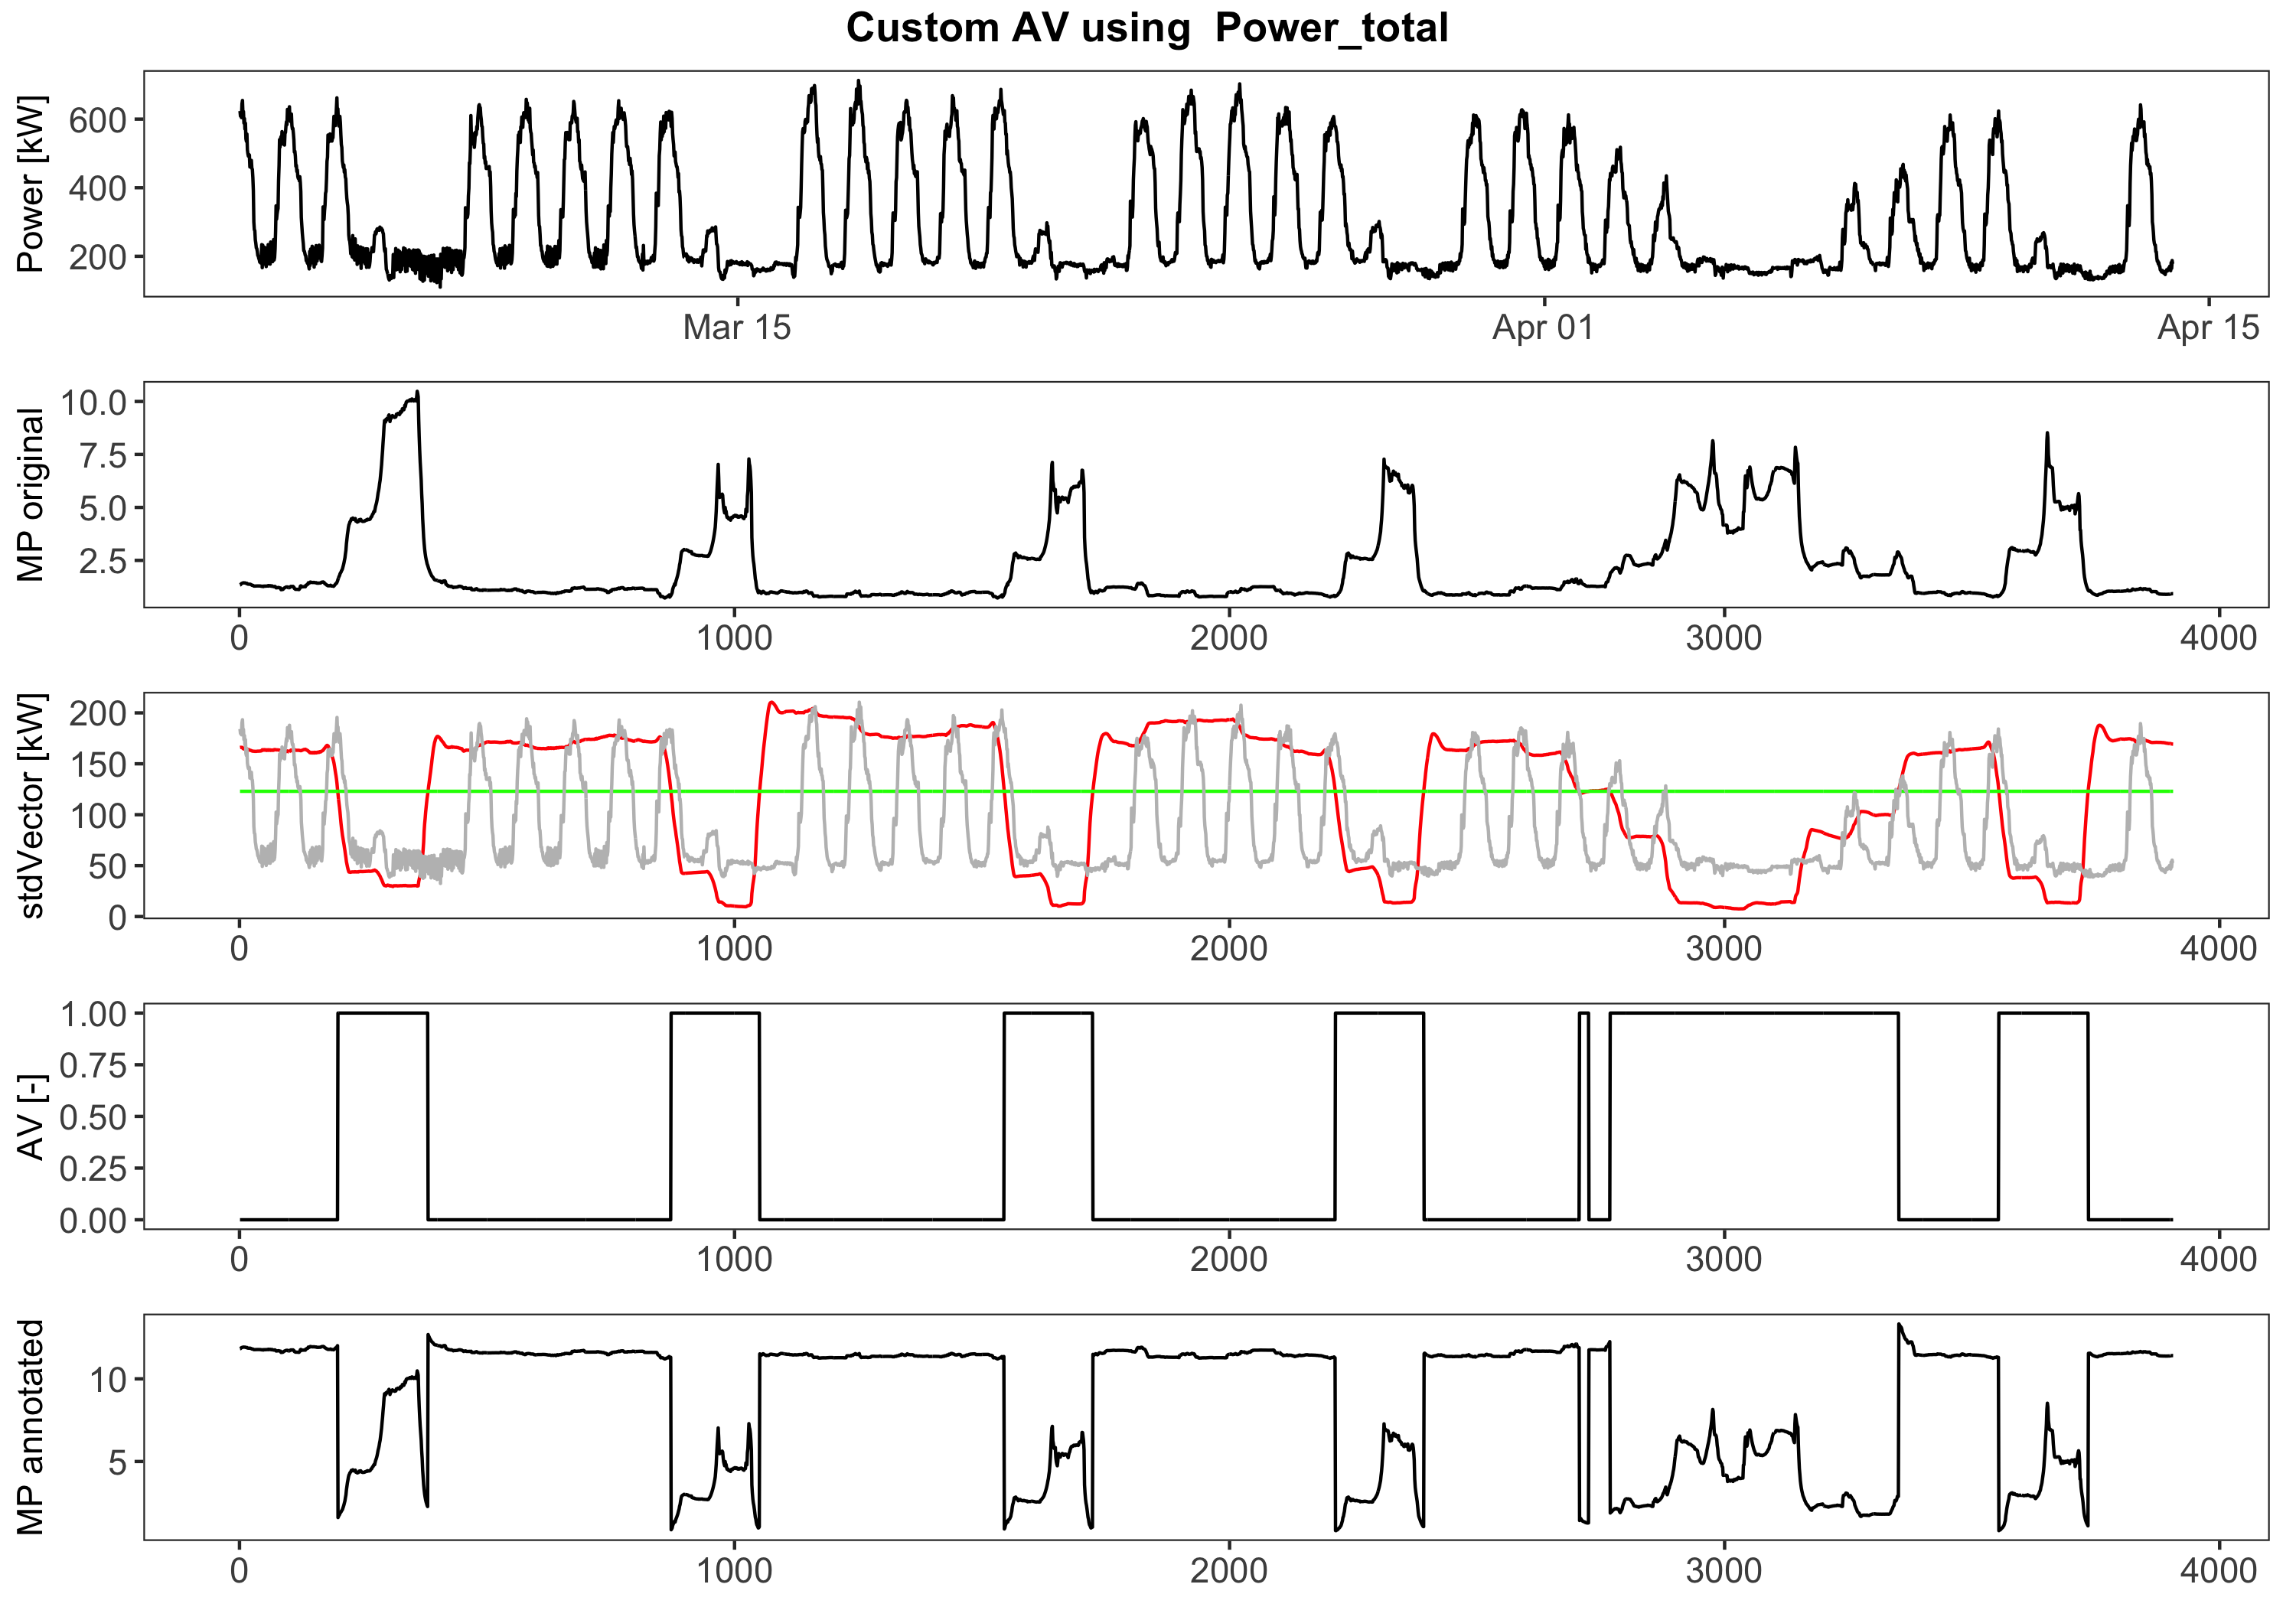 Custom AV using  Power_total
Power [kW]
600
400
200
Mar 15 Apr 01 Apr 15
MP original
10.0
7.5
5.0
2.5
0 1000 2000 3000 4000
stdVector [kW]
200
150
100
50
0
0 1000 2000 3000 4000
AV [-]
1.00
0.75
0.50
0.25
0.00
0 1000 2000 3000 4000
MP annotated
10
5
0 1000 2000 3000 4000